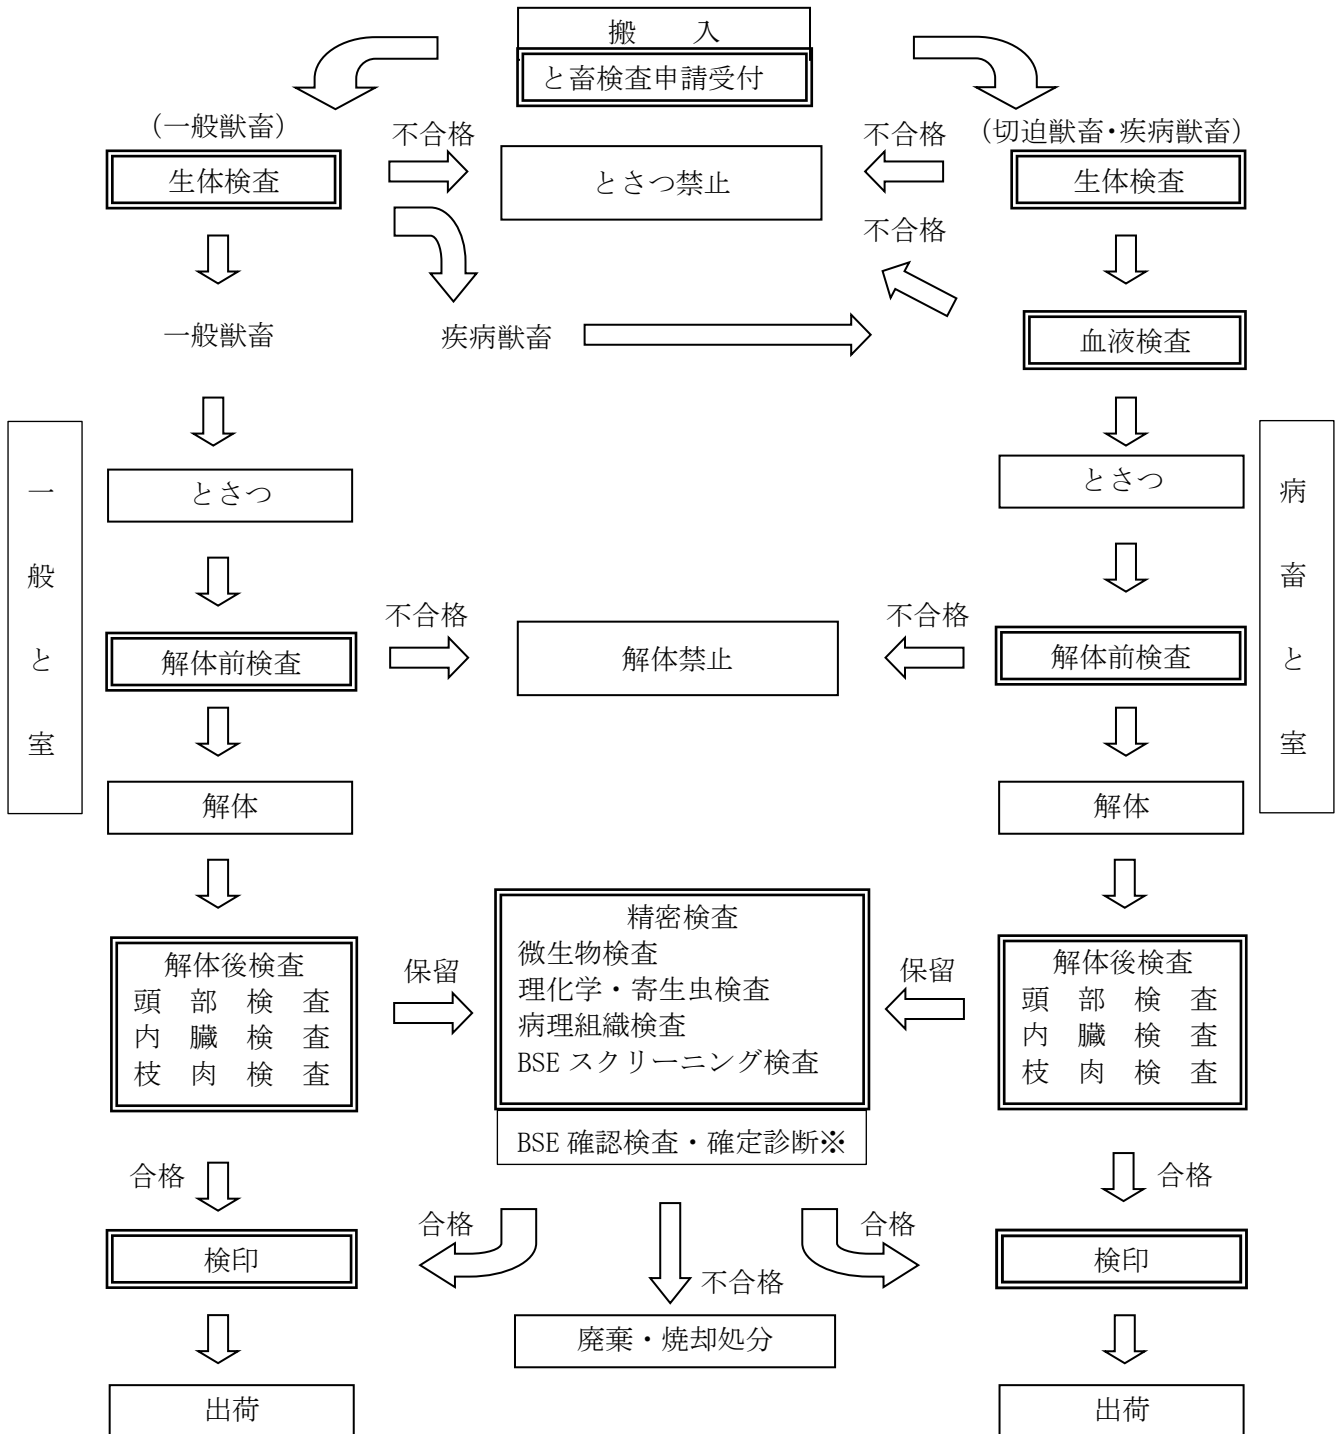 搬　　入
と畜検査申請受付
（一般獣畜）
不合格
不合格
（切迫獣畜・疾病獣畜）
生体検査
とさつ禁止
生体検査
不合格
一般獣畜
疾病獣畜
血液検査
一般と室
とさつ
とさつ
病畜と室
不合格
不合格
解体前検査
解体禁止
解体前検査
解体
解体
解体後検査
頭　部　検　査
内　臓　検　査
枝　肉　検　査
保留
精密検査
微生物検査
理化学・寄生虫検査
病理組織検査
BSE スクリーニング検査
BSE 確認検査・確定診断※
保留
解体後検査
頭　部　検　査
内　臓　検　査
枝　肉　検　査
合格
合格
合格
合格
検印
不合格
検印
廃棄・焼却処分
出荷
出荷